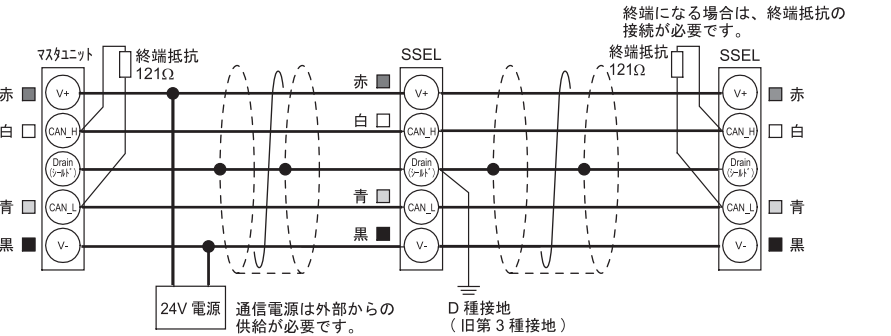 終端になる場合は、終端抵抗の
接続が必要です。
マスタユニット
終端抵抗
121Ω
SSEL
終端抵抗
121Ω
SSEL
赤
V+
赤
V+
V+
赤
白
CAN_H
白
CAN_H
CAN_H
白
Drain
(シールド)
Drain
(シールド)
Drain
(シールド)
青
CAN_L
青
CAN_L
CAN_L
青
黒
V-
黒
V-
V-
黒
24V 電源
通信電源は外部からの
供給が必要です。
D 種接地
( 旧第 3 種接地 )